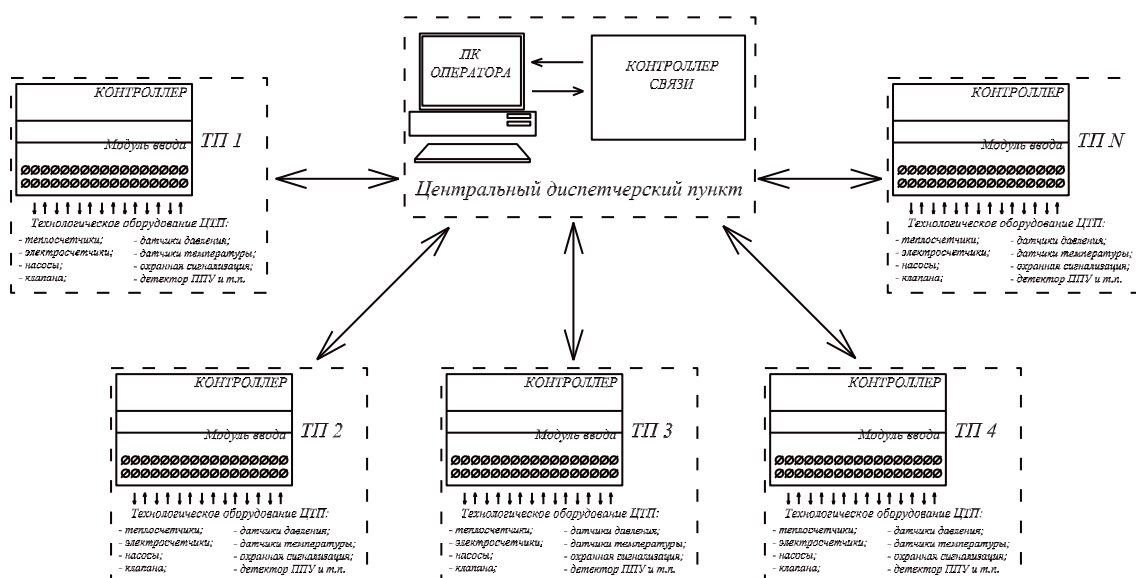 ПК
ОПЕРАТОРА
КОНТРОЛЛЕР
СВЯЗИ
Центральный диспетчерский пункт
КОНТРОЛЛЕР
Модуль ввода
ТП 1
Технологическое оборудование ЦТП:
- теплосчетчики; - датчики давления;
- электросчетчики; - датчики температуры;
- насосы; - охранная сигнализация;
- клапана; - детектор ППУ и т.п.
КОНТРОЛЛЕР
Модуль ввода
ТП N
Технологическое оборудование ЦТП:
- теплосчетчики; - датчики давления;
- электросчетчики; - датчики температуры;
- насосы; - охранная сигнализация;
- клапана; - детектор ППУ и т.п.
КОНТРОЛЛЕР
Модуль ввода
ТП 2
Технологическое оборудование ЦТП:
- теплосчетчики; - датчики давления;
- электросчетчики; - датчики температуры;
- насосы; - охранная сигнализация;
- клапана; - детектор ППУ и т.п.
КОНТРОЛЛЕР
Модуль ввода
ТП 3
Технологическое оборудование ЦТП:
- теплосчетчики; - датчики давления;
- электросчетчики; - датчики температуры;
- насосы; - охранная сигнализация;
- клапана; - детектор ППУ и т.п.
КОНТРОЛЛЕР
Модуль ввода
ТП 4
Технологическое оборудование ЦТП:
- теплосчетчики; - датчики давления;
- электросчетчики; - датчики температуры;
- насосы; - охранная сигнализация;
- клапана; - детектор ППУ и т.п.